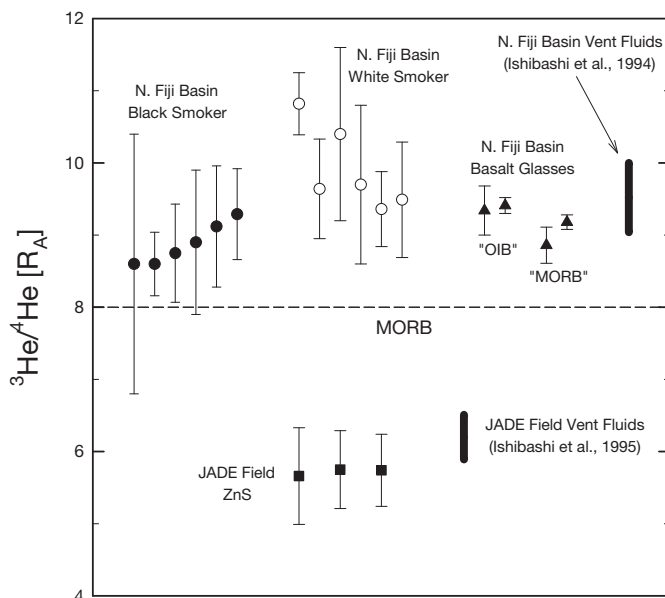 12
10
8
6
4
³He/⁴He [R_A]
N. Fiji Basin
Black Smoker
N. Fiji Basin
White Smoker
N. Fiji Basin Vent Fluids
(Ishibashi et al., 1994)
N. Fiji Basin
Basalt Glasses
"OIB"
"MORB"
MORB
JADE Field
ZnS
JADE Field Vent Fluids
(Ishibashi et al., 1995)